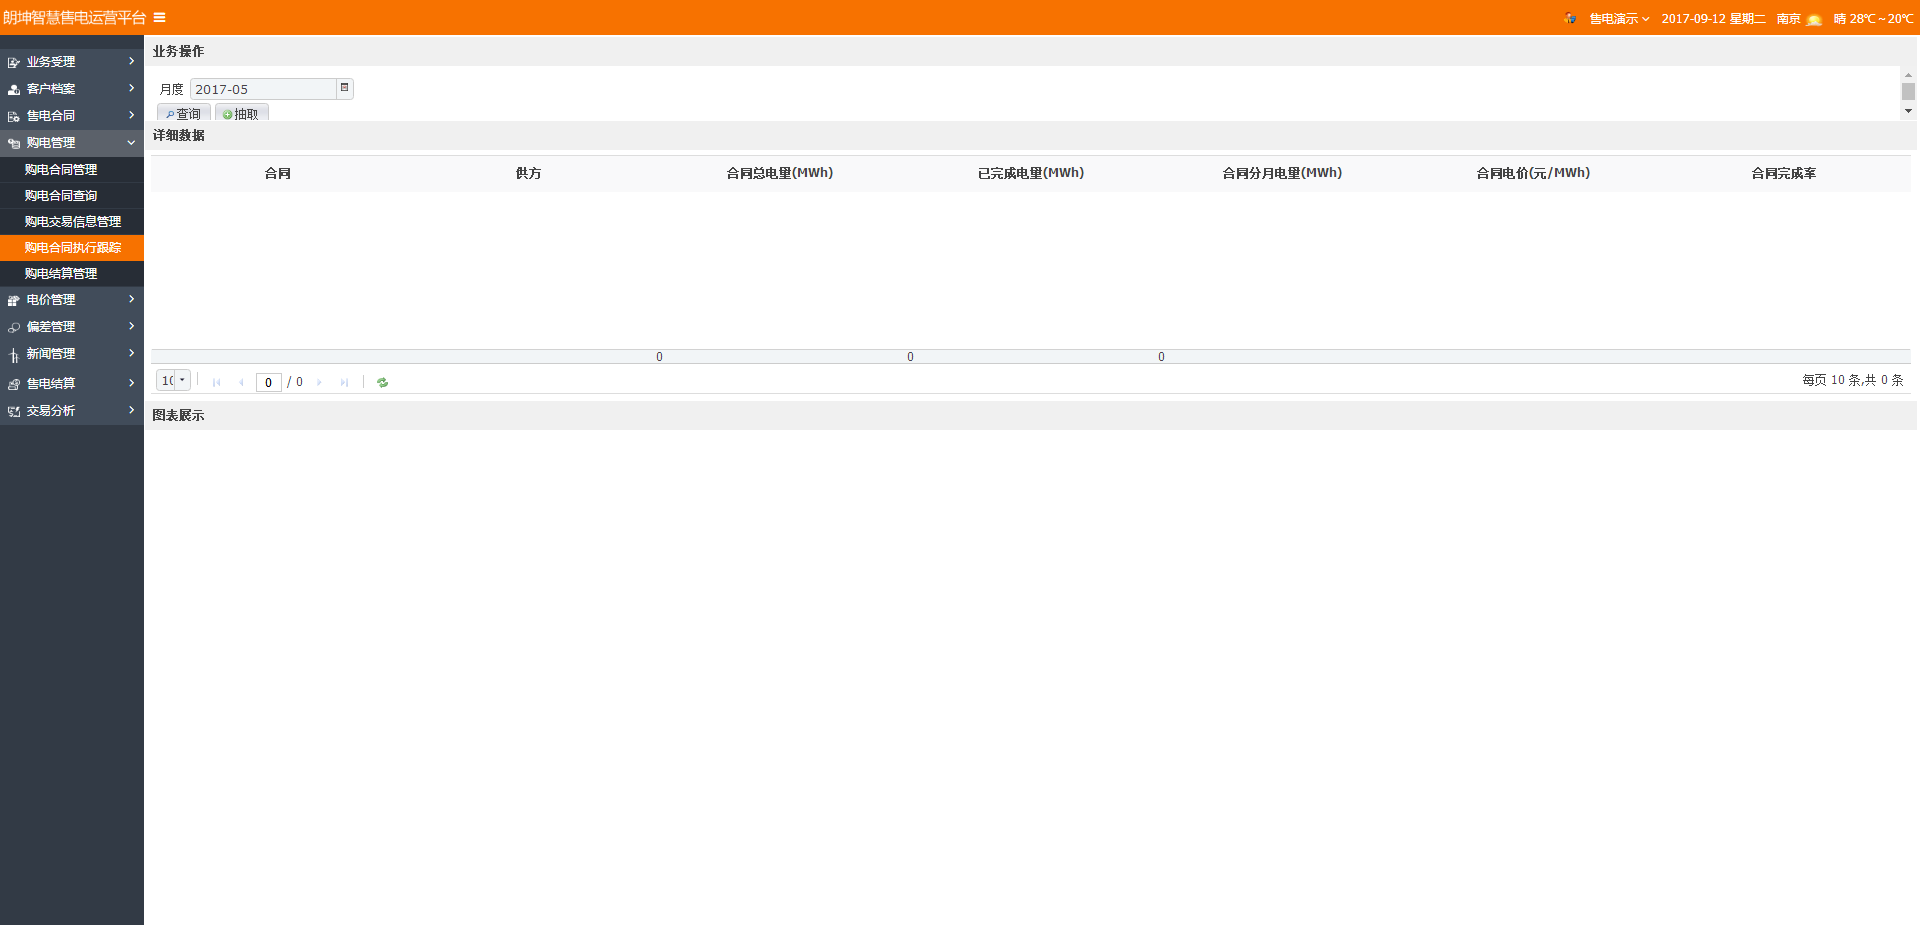 朗坤智慧售电运营平台
售电演示 2017-09-12 星期二 南京 晴 28℃～20℃
业务受理
客户档案
售电合同
购电管理
购电合同管理
购电合同查询
购电交易信息管理
购电合同执行跟踪
购电结算管理
电价管理
偏差管理
新闻管理
售电结算
交易分析
业务操作
月度 2017-05
查询 抽取
详细数据
合同 供方 合同总电量(MWh) 已完成电量(MWh) 合同分月电量(MWh) 合同电价(元/MWh) 合同完成率
0 0 0
10 0 / 0 每页 10 条,共 0 条
图表展示